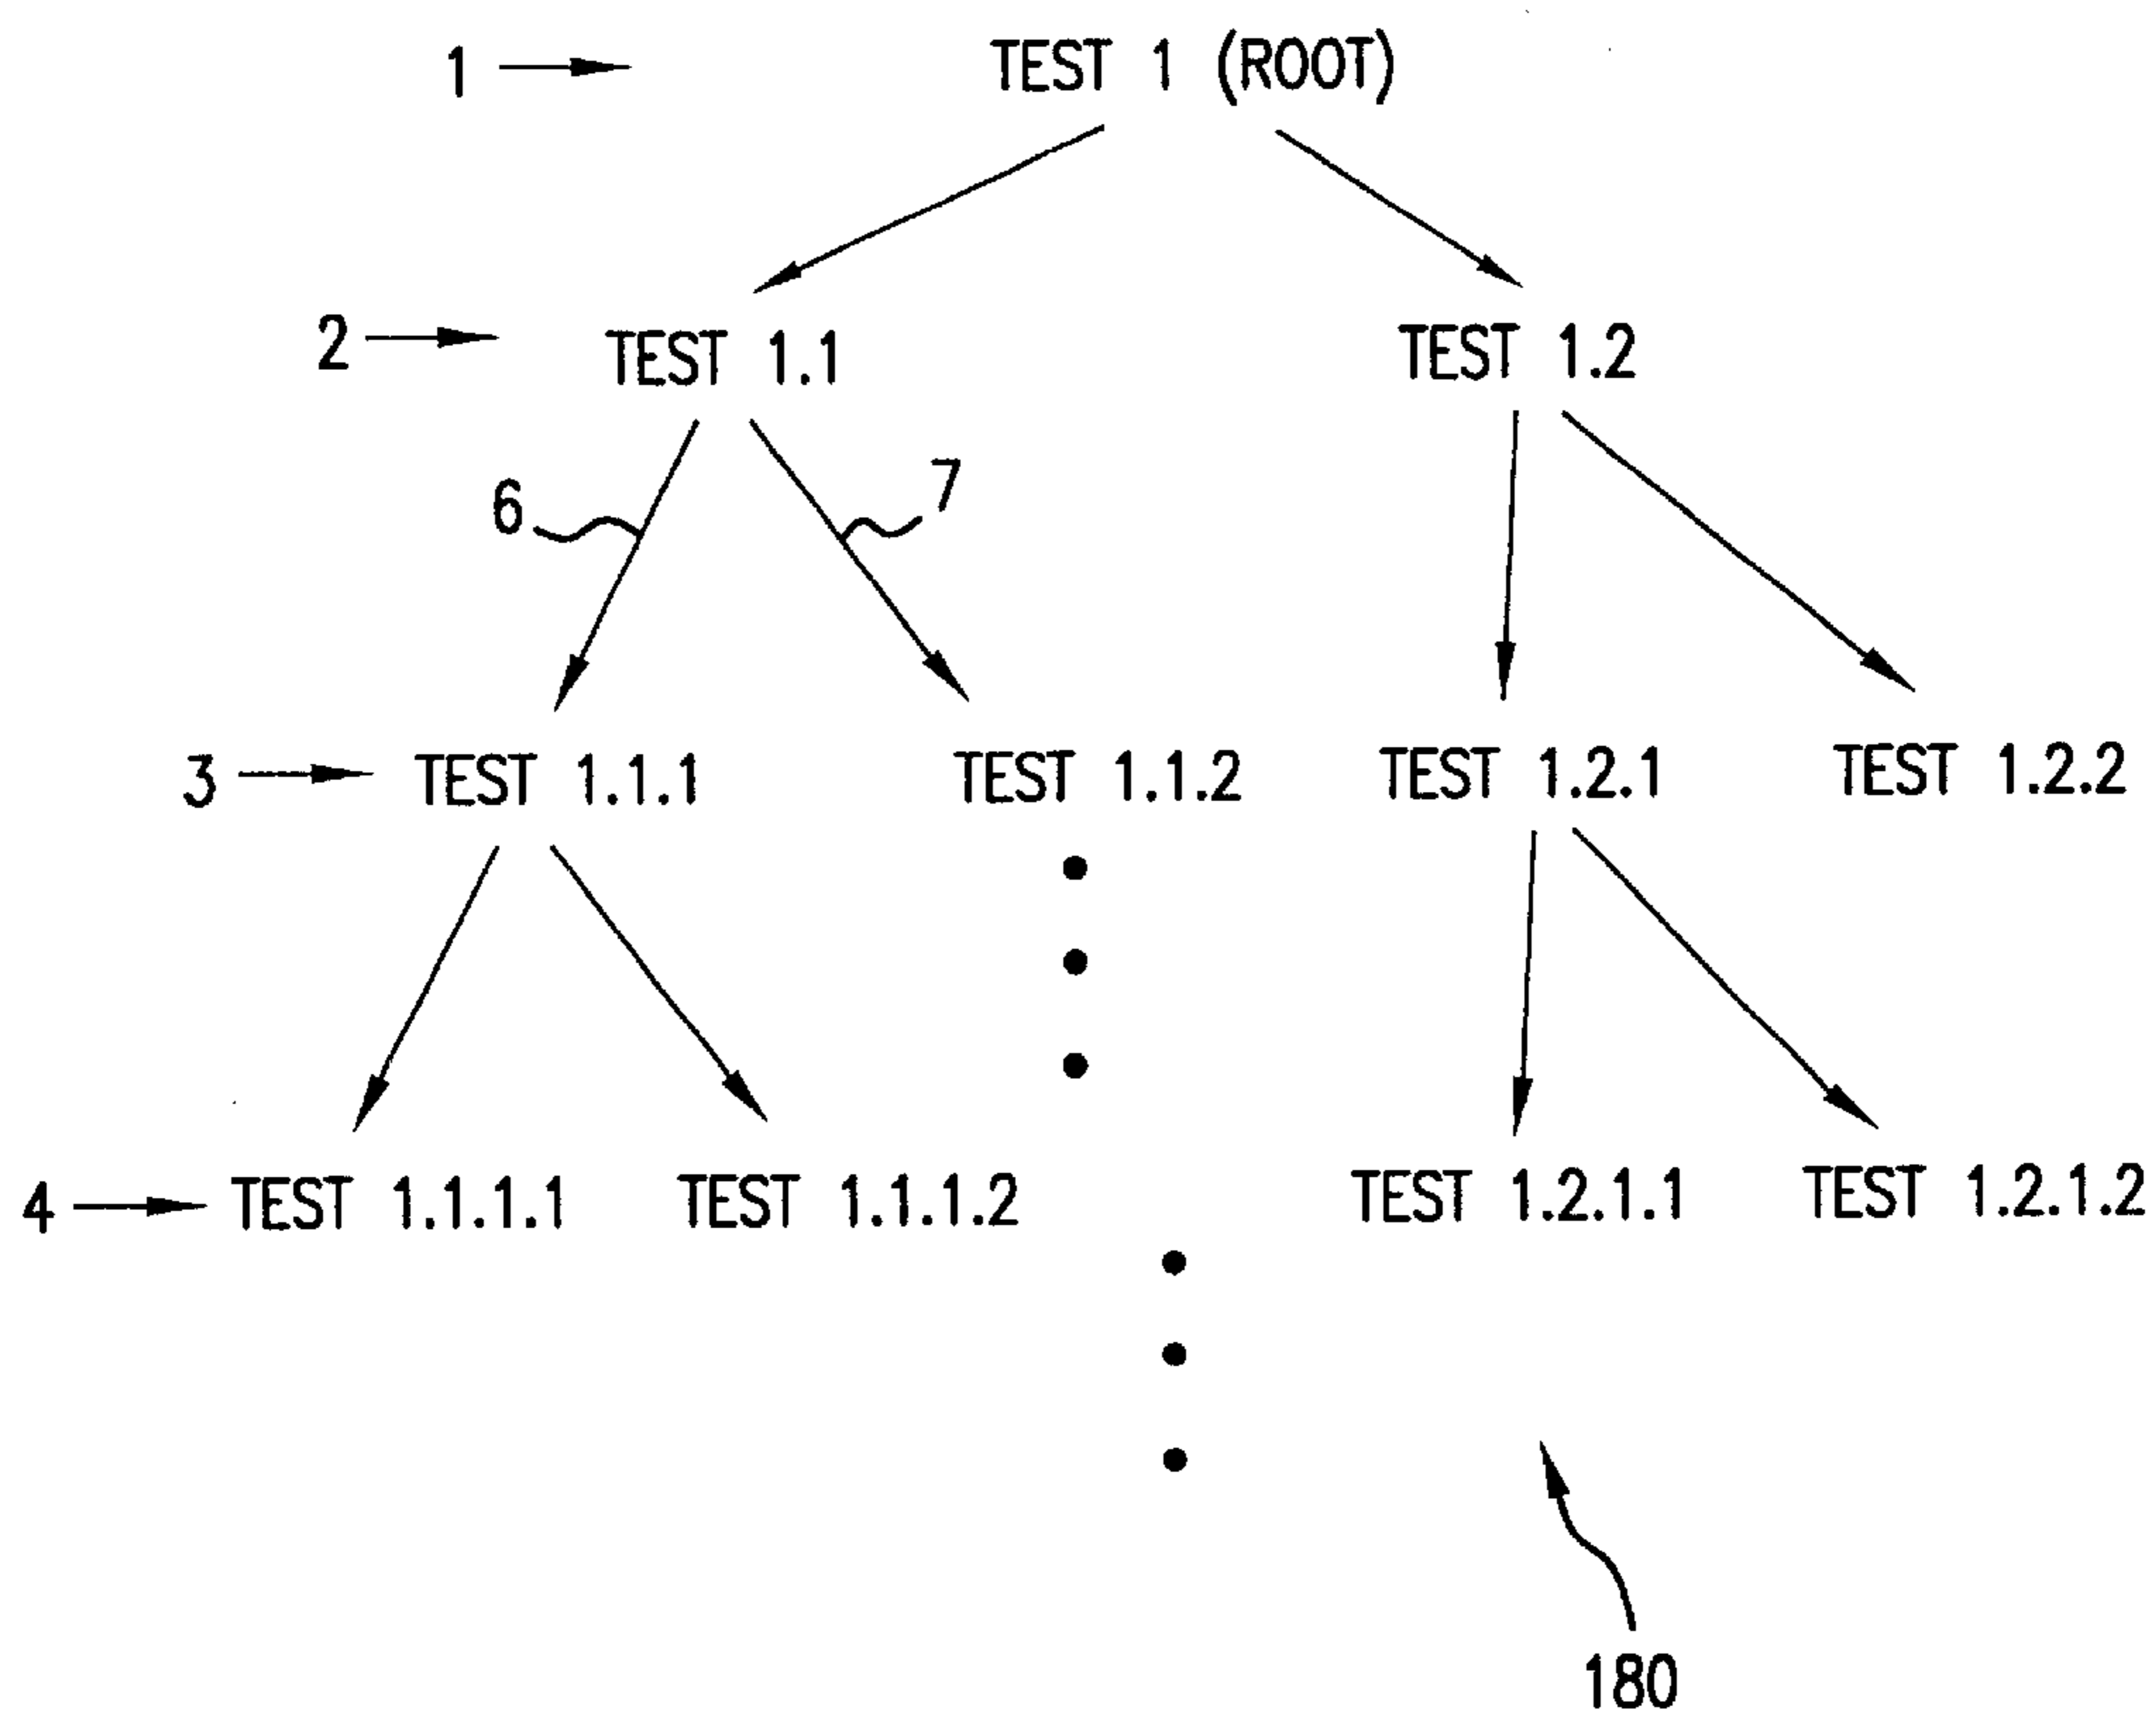 1 TEST 1 (ROOT)
2 TEST 1.1 TEST 1.2
6 7
3 TEST 1.1.1 TEST 1.1.2 TEST 1.2.1 TEST 1.2.2
4 TEST 1.1.1.1 TEST 1.1.1.2 TEST 1.2.1.1 TEST 1.2.1.2
180